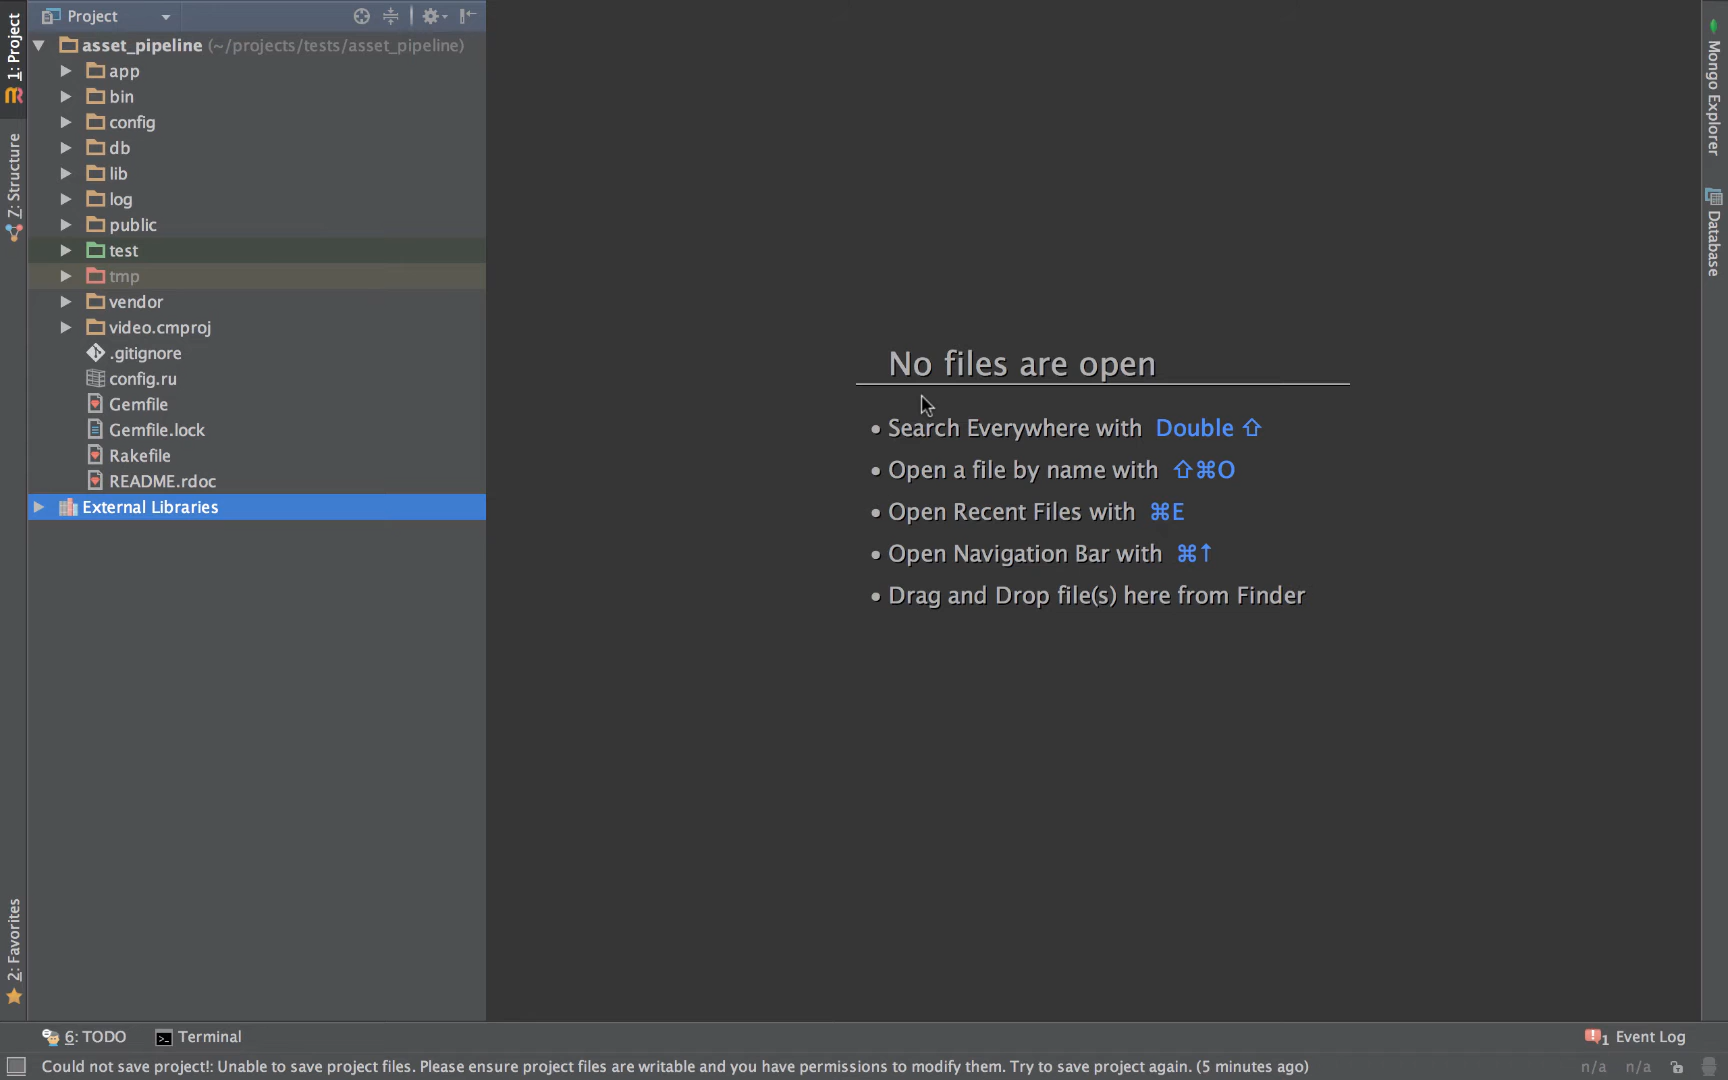 Project
asset_pipeline (~/projects/tests/asset_pipeline)
app
bin
config
db
lib
log
public
test
tmp
vendor
video.cmproj
.gitignore
config.ru
Gemfile
Gemfile.lock
Rakefile
README.rdoc
External Libraries
1: Project
7: Structure
2: Favorites
No files are open
• Search Everywhere with Double ⇧
• Open a file by name with ⇧⌘O
• Open Recent Files with ⌘E
• Open Navigation Bar with ⌘↑
• Drag and Drop file(s) here from Finder
Mongo Explorer
Database
6: TODO
Terminal
1 Event Log
Could not save project!: Unable to save project files. Please ensure project files are writable and you have permissions to modify them. Try to save project again. (5 minutes ago)
n/a n/a